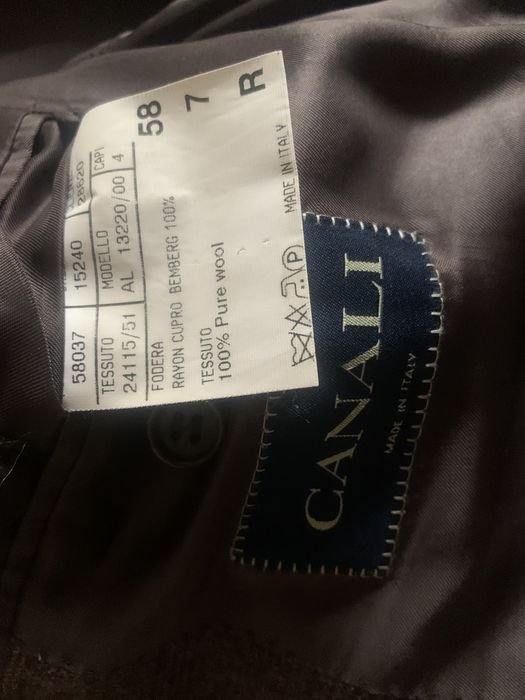 58037 15240 28620
TESSUTO MODELLO CAPI
24115/51 AL 13220/00 4
FODERA
RAYON CUPRO BEMBERG 100%
58
TESSUTO
100% Pure wool
7
R
P
MADE IN ITALY
CANALI
MADE IN ITALY